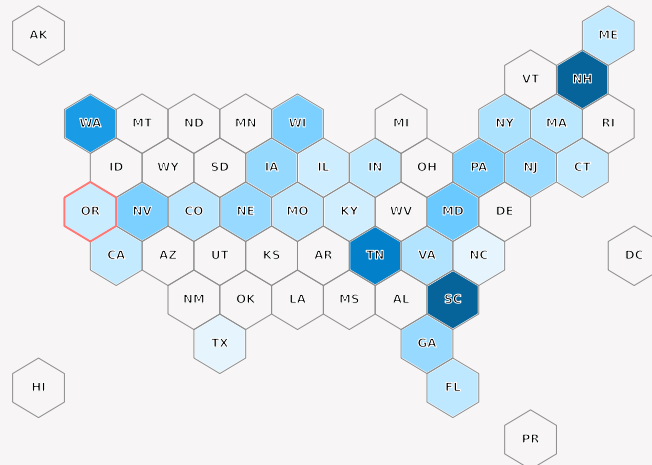 AK
ME
VT
NH
WA
MT
ND
MN
WI
MI
NY
MA
RI
ID
WY
SD
IA
IL
IN
OH
PA
NJ
CT
OR
NV
CO
NE
MO
KY
WV
MD
DE
CA
AZ
UT
KS
AR
TN
VA
NC
DC
NM
OK
LA
MS
AL
SC
TX
GA
HI
FL
PR